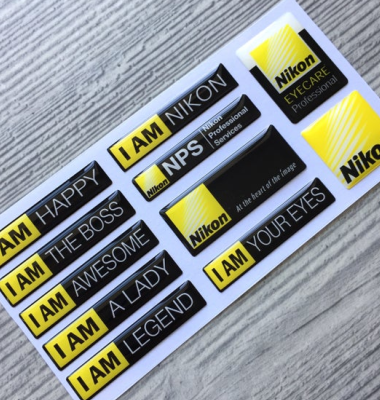 I AM HAPPY
I AM THE BOSS
I AM AWESOME
I AM A LADY
I AM LEGEND
I AM NIKON
Nikon NPS Nikon
Professional
Services
Nikon At the heart of the image
I AM YOUR EYES
Nikon
EYECARE
Professional
Niko